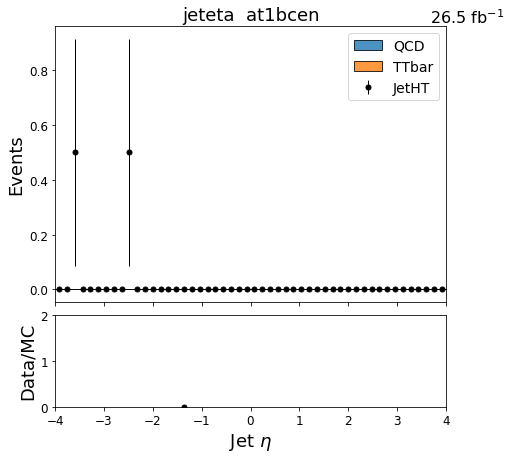 jeteta at1bcen
26.5 fb⁻¹
QCD
TTbar
JetHT
Events
0.8
0.6
0.4
0.2
0.0
Data/MC
2
1
0
−4 −3 −2 −1 0 1 2 3 4
Jet η